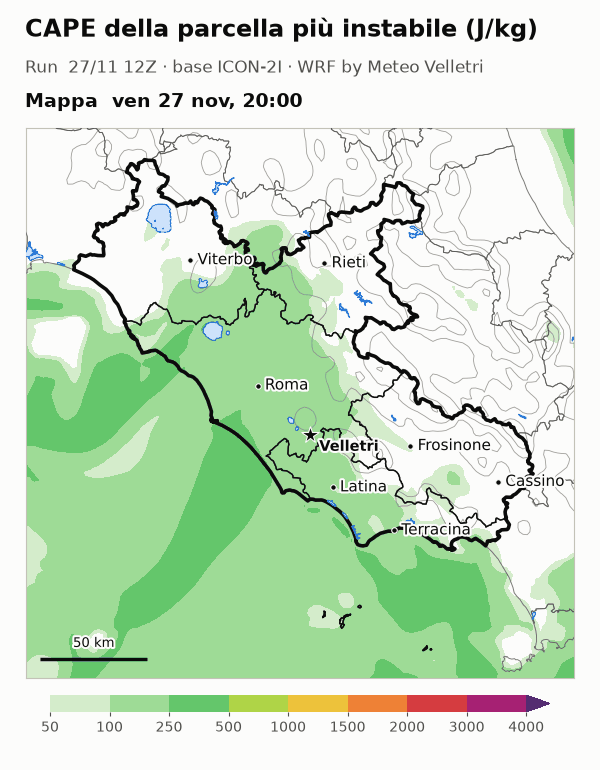 CAPE della parcella più instabile (J/kg)
Run  27/11 12Z · base ICON-2I · WRF by Meteo Velletri
Mappa  ven 27 nov, 20:00
Viterbo
Rieti
Roma
Velletri
Frosinone
Latina
Cassino
Terracina
50 km
50 100 250 500 1000 1500 2000 3000 4000